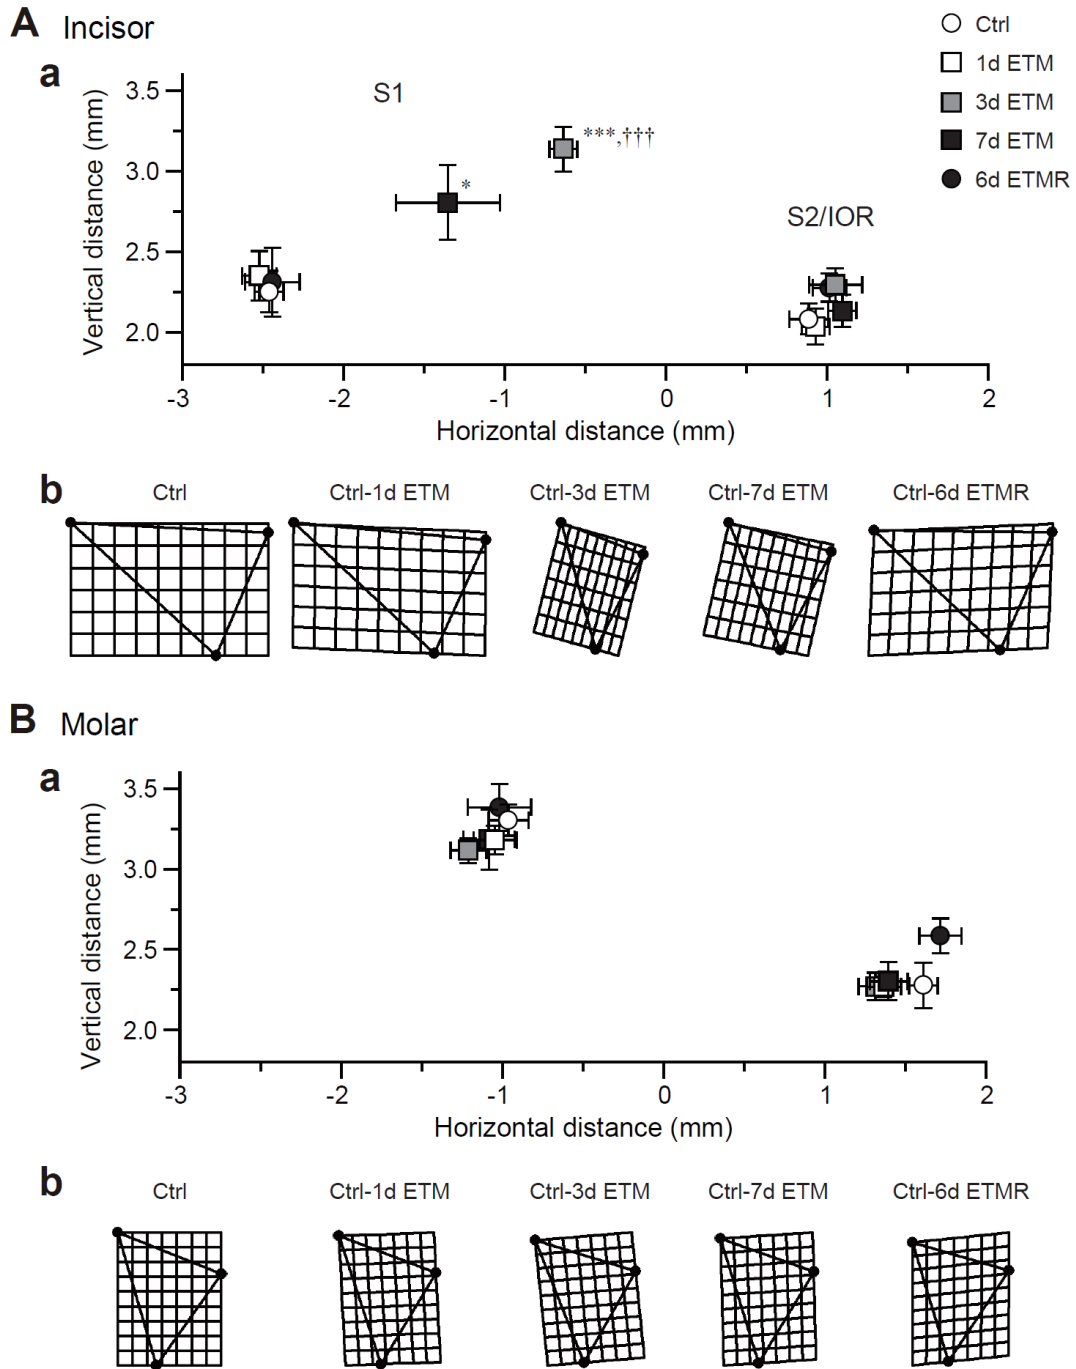 A Incisor
a
Ctrl
1d ETM
3d ETM
7d ETM
6d ETMR
S1
***,†††
*
S2/IOR
Vertical distance (mm)
3.5
3.0
2.5
2.0
-3 -2 -1 0 1 2
Horizontal distance (mm)
b
Ctrl Ctrl-1d ETM Ctrl-3d ETM Ctrl-7d ETM Ctrl-6d ETMR
B Molar
a
Vertical distance (mm)
3.5
3.0
2.5
2.0
-3 -2 -1 0 1 2
Horizontal distance (mm)
b
Ctrl Ctrl-1d ETM Ctrl-3d ETM Ctrl-7d ETM Ctrl-6d ETMR